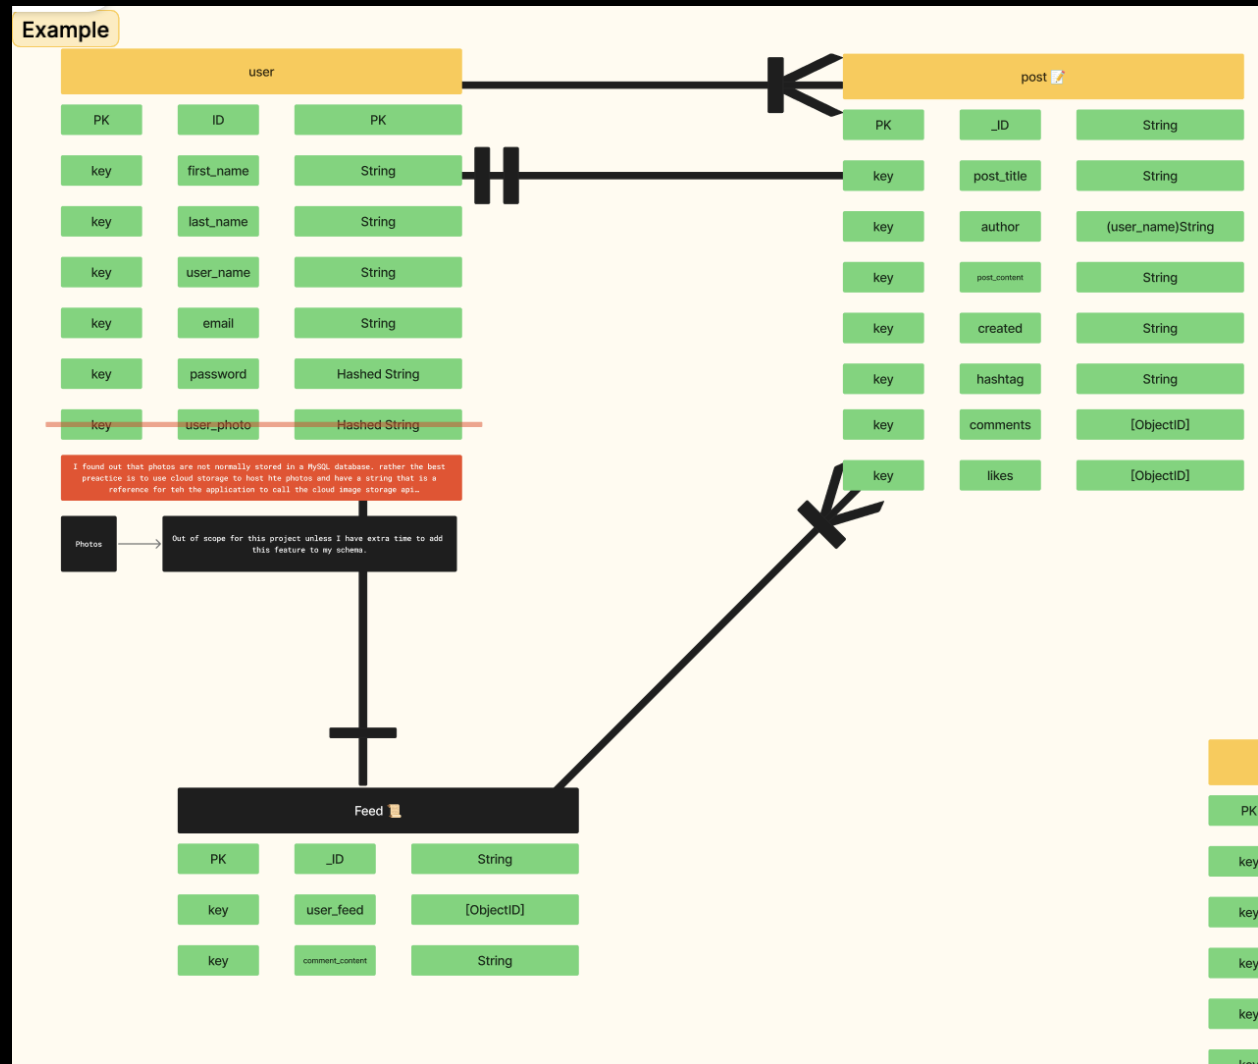 Example
user
post 📝
PK ID PK
PK _ID String
key first_name String
key post_title String
key last_name String
key author (user_name)String
key user_name String
key post_content String
key email String
key created String
key password Hashed String
key hashtag String
key user_photo Hashed String
key comments [ObjectID]
I found out that photos are not normally stored in a MySQL database. rather the best
preactice is to use cloud storage to host hte photos and have a string that is a
reference for teh the application to call the cloud image storage api…
key likes [ObjectID]
Photos
Out of scope for this project unless I have extra time to add
this feature to my schema.
Feed 📜
PK _ID String
key user_feed [ObjectID]
key comment_content String
PK
key
key
key
key
key